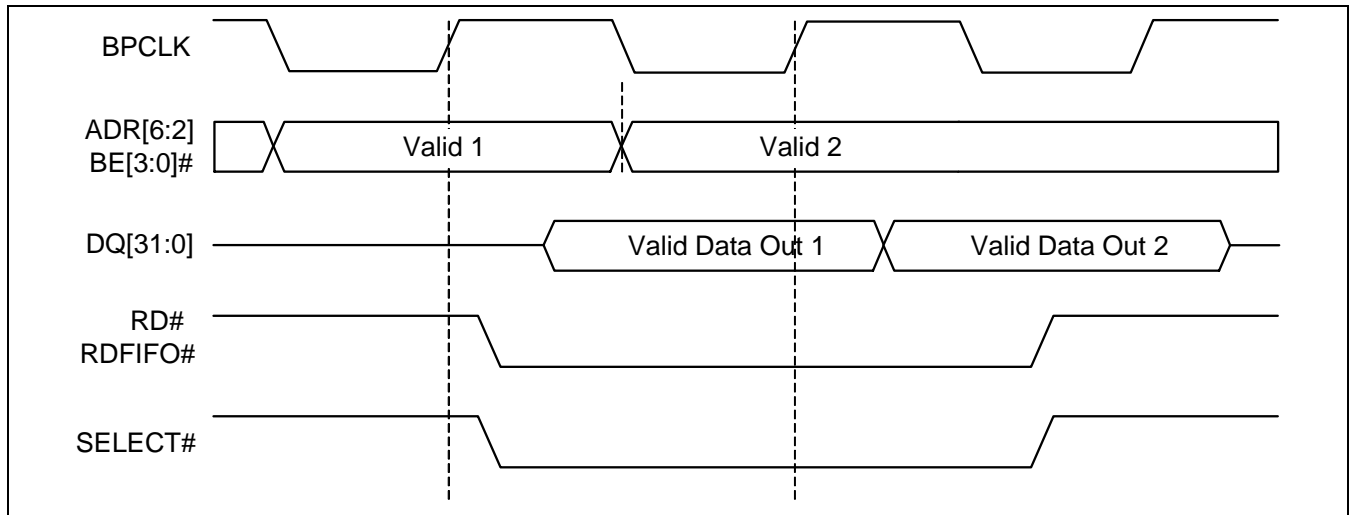 BPCLK
ADR[6:2]
BE[3:0]#
Valid 1
Valid 2
DQ[31:0]
Valid Data Out 1
Valid Data Out 2
RD#
RDFIFO#
SELECT#